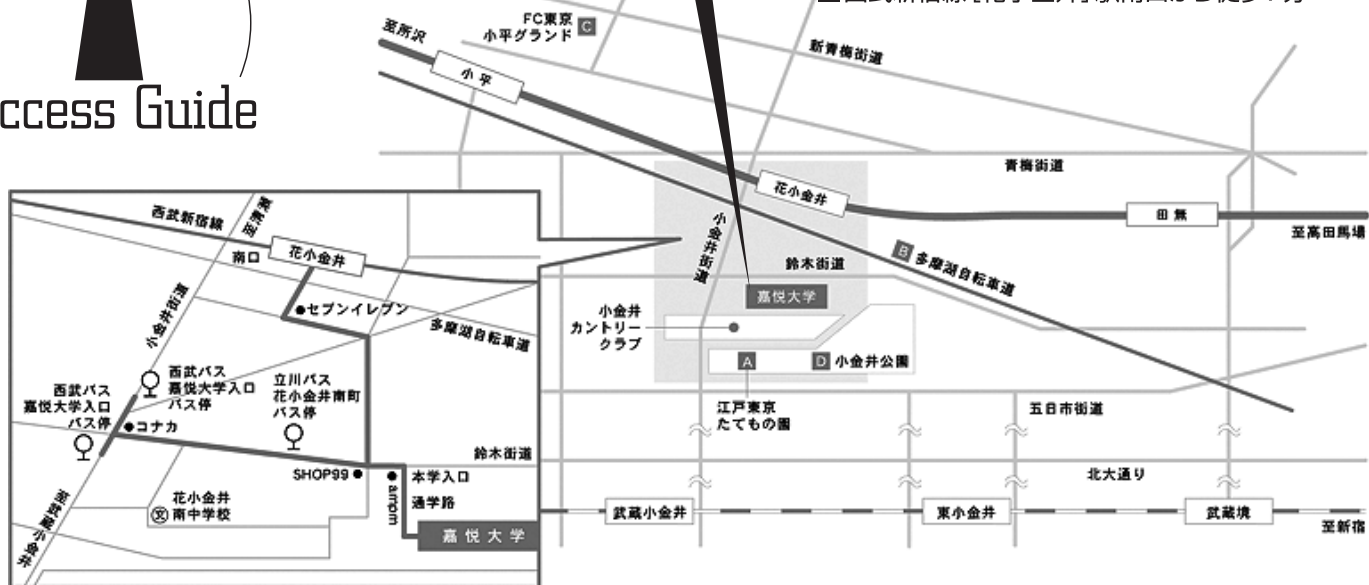 ccess Guide
FC東京
小平グランド
C
至所沢
小平
新青梅街道
青梅街道
花小金井
田無
至高田馬場
小金井街道
鈴木街道
B
多摩湖自転車道
嘉悦大学
小金井
カントリー
クラブ
A
D
小金井公園
江戸東京
たてもの園
五日市街道
北大通り
武蔵小金井
東小金井
武蔵境
至新宿
西武新宿線
至清瀬
南口
花小金井
セブンイレブン
多摩湖自転車道
小金井街道
西武バス
嘉悦大学入口
バス停
西武バス
嘉悦大学入口
バス停
立川バス
花小金井南町
バス停
コナカ
鈴木街道
SHOP99
am/pm
本学入口
通学路
文
花小金井
南中学校
嘉悦大学
至武蔵小金井